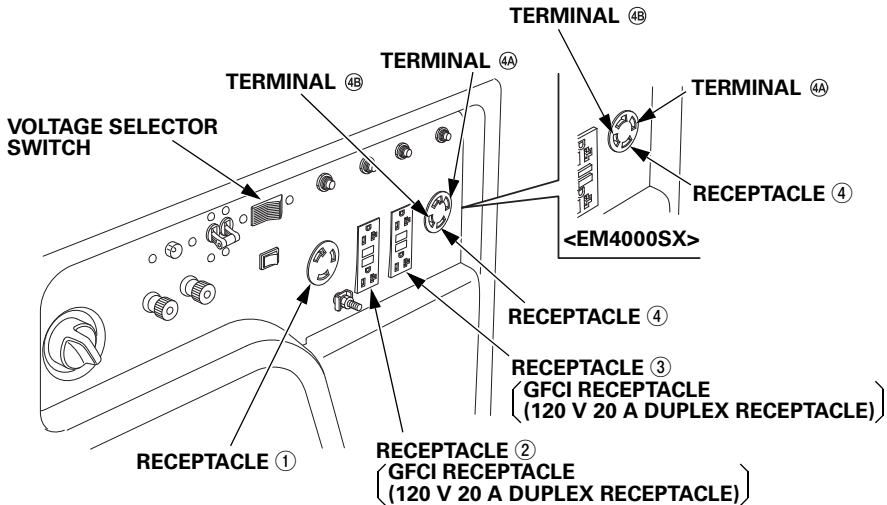 TERMINAL ④B
TERMINAL ④A
TERMINAL ④B
TERMINAL ④A
VOLTAGE SELECTOR
SWITCH
RECEPTACLE ④
<EM4000SX>
RECEPTACLE ④
RECEPTACLE ③
GFCI RECEPTACLE
(120 V 20 A DUPLEX RECEPTACLE)
RECEPTACLE ①
RECEPTACLE ②
GFCI RECEPTACLE
(120 V 20 A DUPLEX RECEPTACLE)